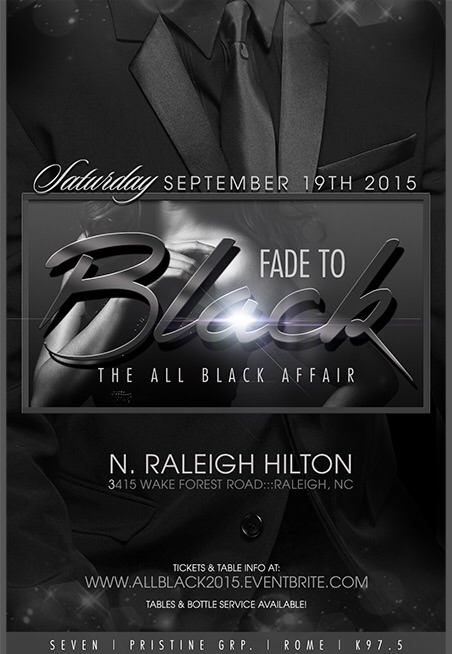 Saturday SEPTEMBER 19TH 2015
FADE TO
Black
THE ALL BLACK AFFAIR
N. RALEIGH HILTON
3415 WAKE FOREST ROAD:::RALEIGH, NC
TICKETS & TABLE INFO AT:
WWW.ALLBLACK2015.EVENTBRITE.COM
TABLES & BOTTLE SERVICE AVAILABLE!
SEVEN | PRISTINE GRP. | ROME | K97.5